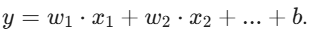 y = w₁ · x₁ + w₂ · x₂ + ... + b.